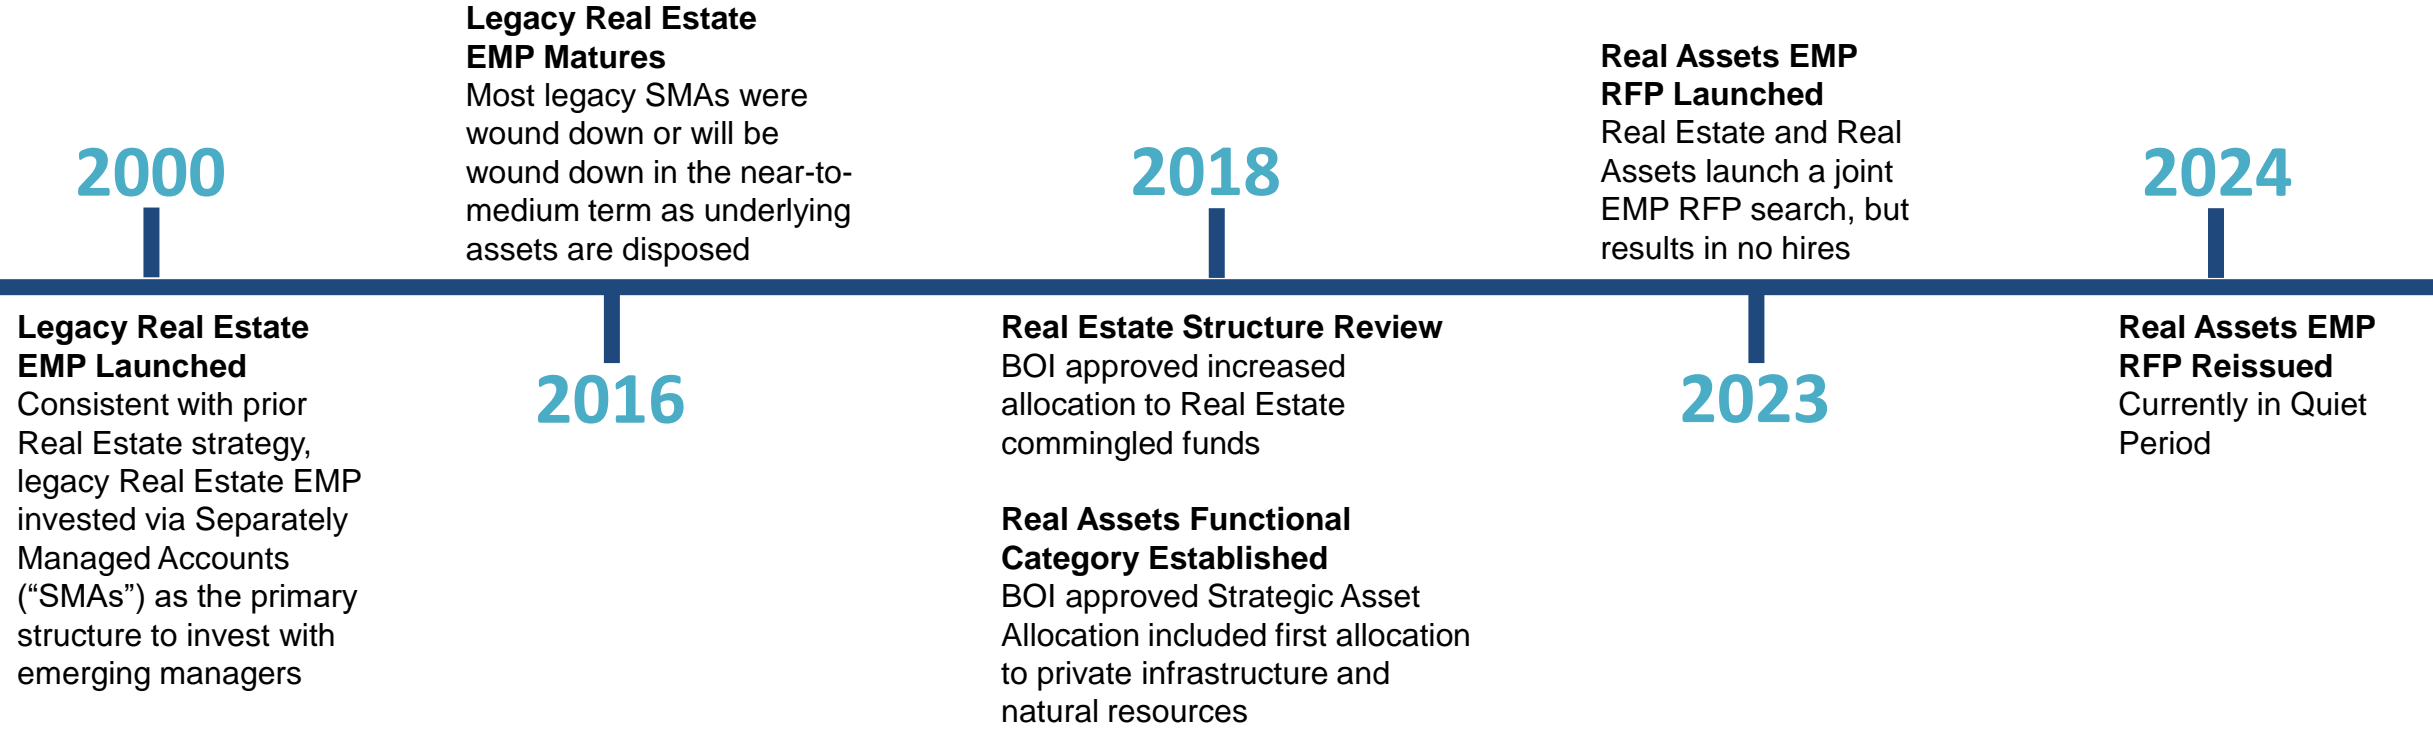 2000
Legacy Real Estate
EMP Launched
Consistent with prior
Real Estate strategy,
legacy Real Estate EMP
invested via Separately
Managed Accounts
(“SMAs”) as the primary
structure to invest with
emerging managers
Legacy Real Estate
EMP Matures
Most legacy SMAs were
wound down or will be
wound down in the near-to-
medium term as underlying
assets are disposed
2016
2018
Real Estate Structure Review
BOI approved increased
allocation to Real Estate
commingled funds
Real Assets Functional
Category Established
BOI approved Strategic Asset
Allocation included first allocation
to private infrastructure and
natural resources
Real Assets EMP
RFP Launched
Real Estate and Real
Assets launch a joint
EMP RFP search, but
results in no hires
2023
2024
Real Assets EMP
RFP Reissued
Currently in Quiet
Period